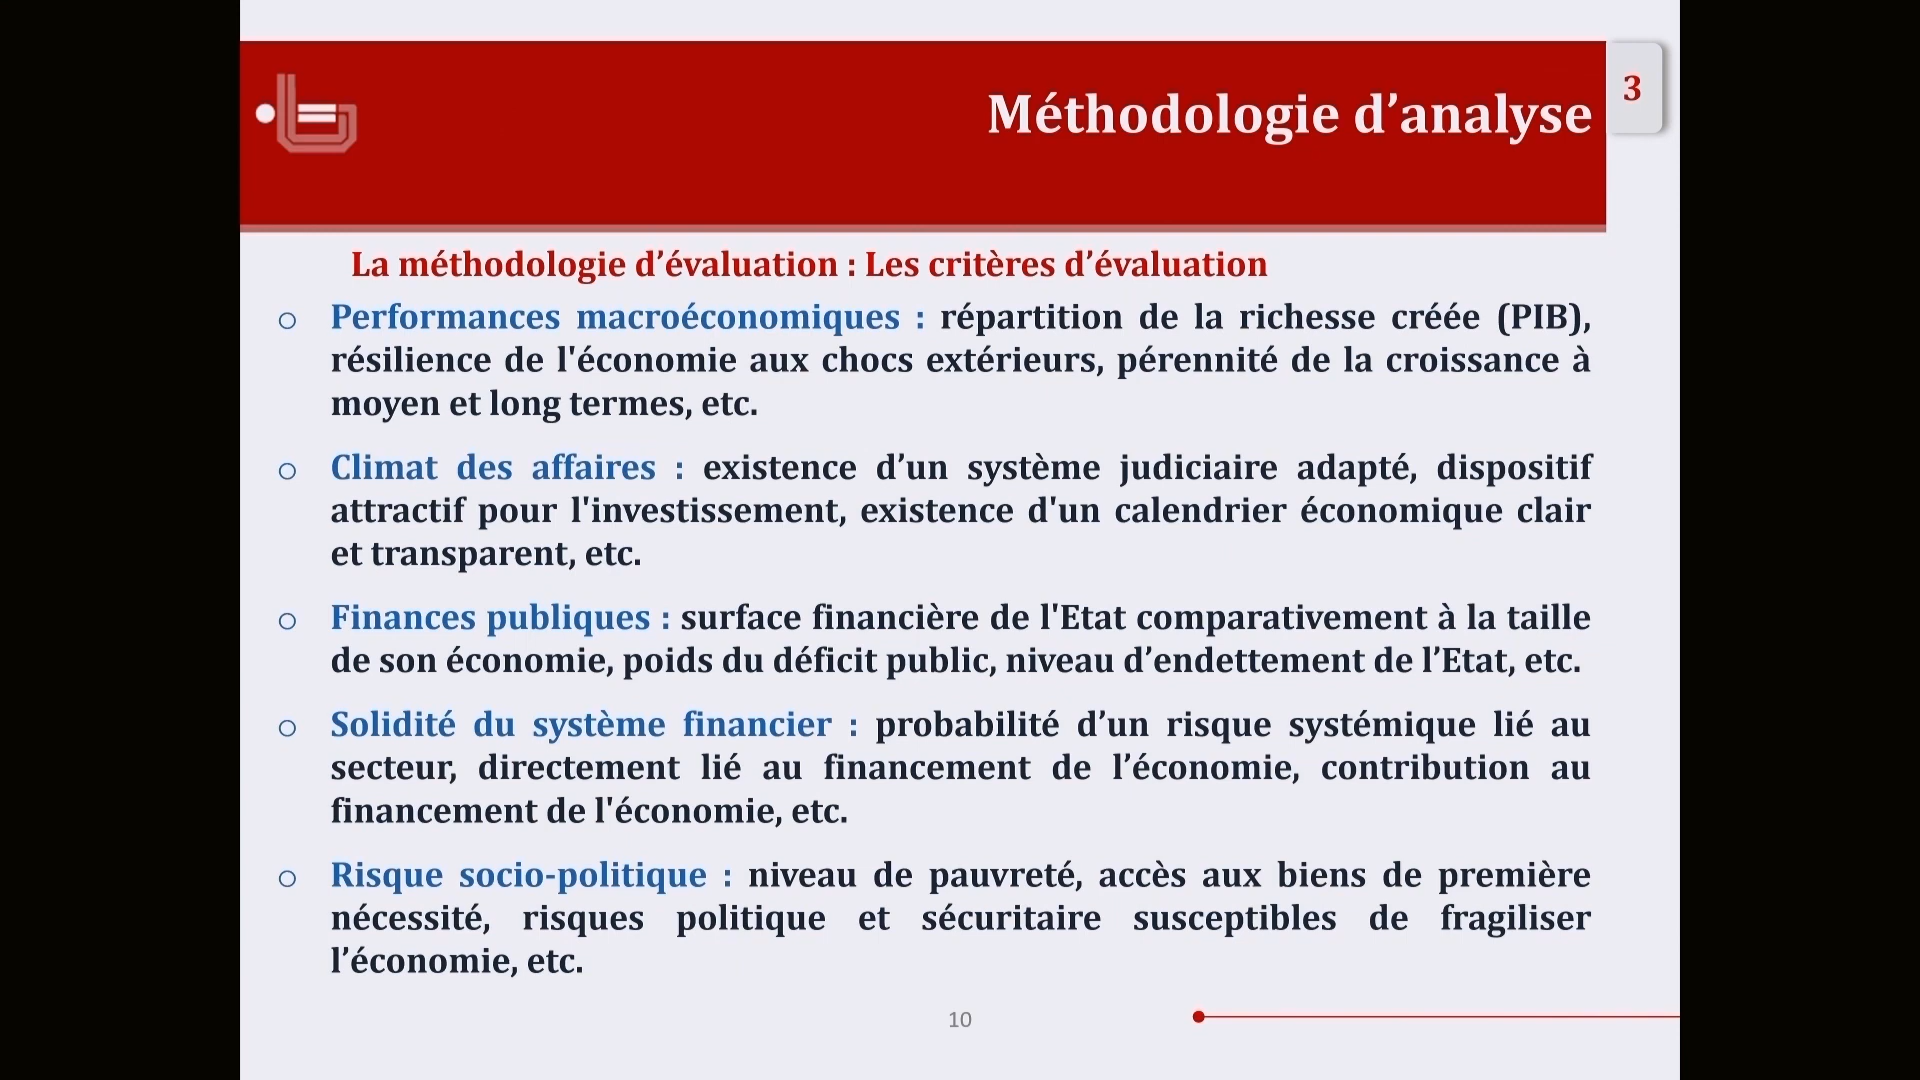 Méthodologie d’analyse
3
La méthodologie d’évaluation : Les critères d’évaluation
o Performances macroéconomiques : répartition de la richesse créée (PIB),
résilience de l'économie aux chocs extérieurs, pérennité de la croissance à
moyen et long termes, etc.
o Climat des affaires : existence d’un système judiciaire adapté, dispositif
attractif pour l'investissement, existence d'un calendrier économique clair
et transparent, etc.
o Finances publiques : surface financière de l'Etat comparativement à la taille
de son économie, poids du déficit public, niveau d’endettement de l’Etat, etc.
o Solidité du système financier : probabilité d’un risque systémique lié au
secteur, directement lié au financement de l’économie, contribution au
financement de l'économie, etc.
o Risque socio-politique : niveau de pauvreté, accès aux biens de première
nécessité, risques politique et sécuritaire susceptibles de fragiliser
l’économie, etc.
10